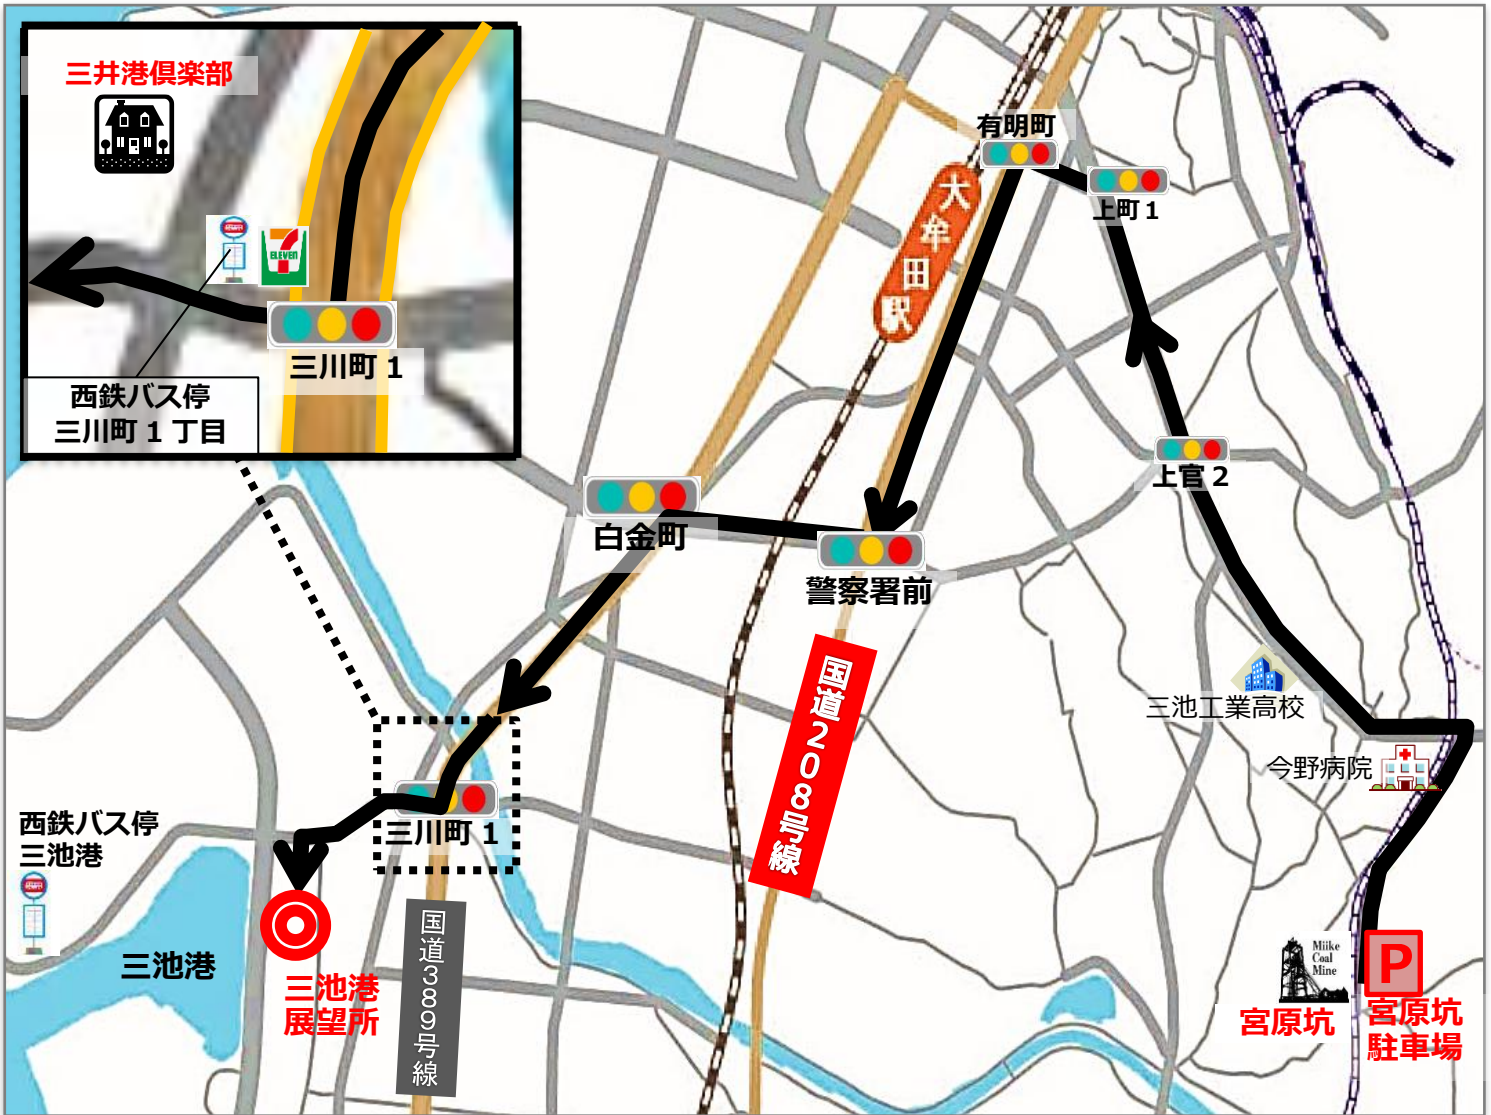 三井港倶楽部
ELEVEN
三川町 1
西鉄バス停
三川町 1 丁目
有明町
上町 1
大牟田駅
上官 2
白金町
警察署前
国道208号線
三池工業高校
今野病院
三川町 1
西鉄バス停
三池港
三池港
三池港
展望所
国道389号線
Miike
Coal
Mine
宮原坑
P
宮原坑
駐車場